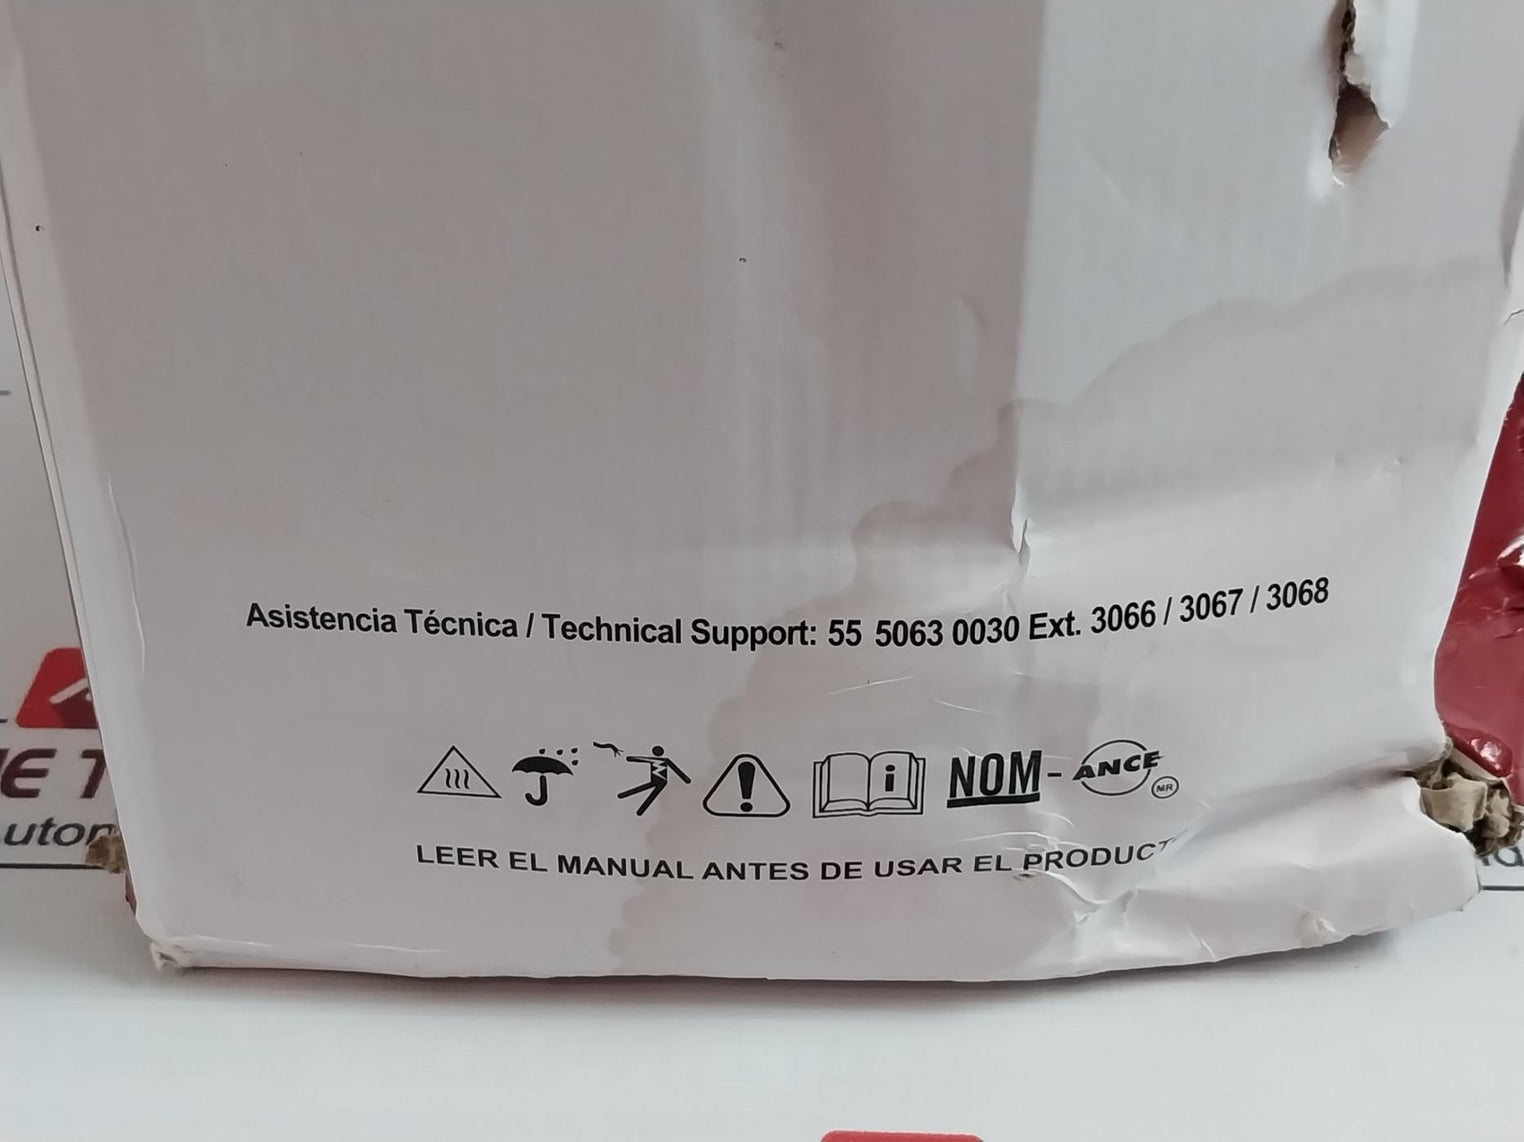 Asistencia Técnica / Technical Support: 55 5063 0030 Ext. 3066 / 3067 / 3068
NOM - ANCE MR
LEER EL MANUAL ANTES DE USAR EL PRODUCT